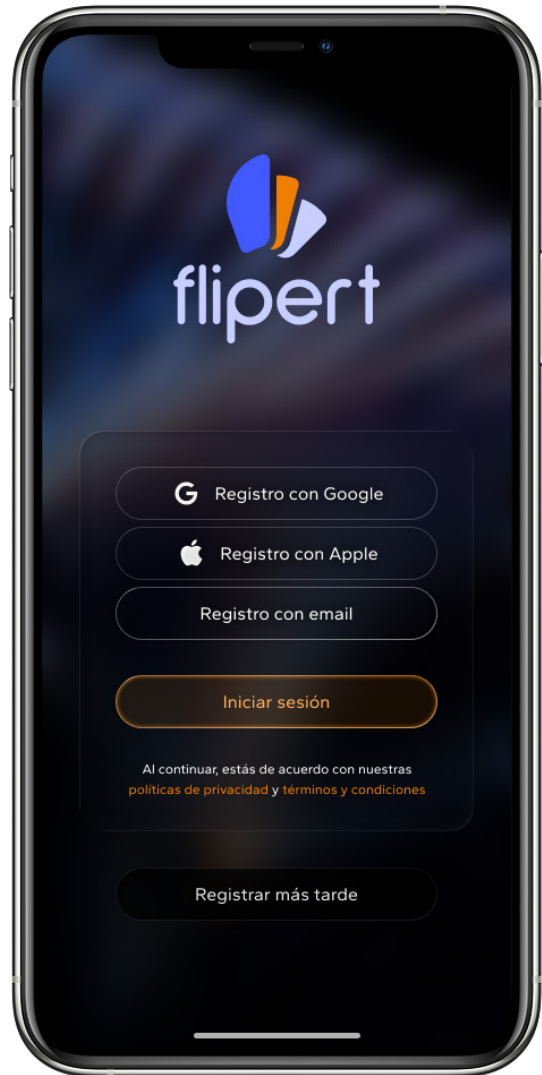 flipert
Registro con Google
Registro con Apple
Registro con email
Iniciar sesión
Al continuar, estás de acuerdo con nuestras
políticas de privacidad y términos y condiciones
Registrar más tarde